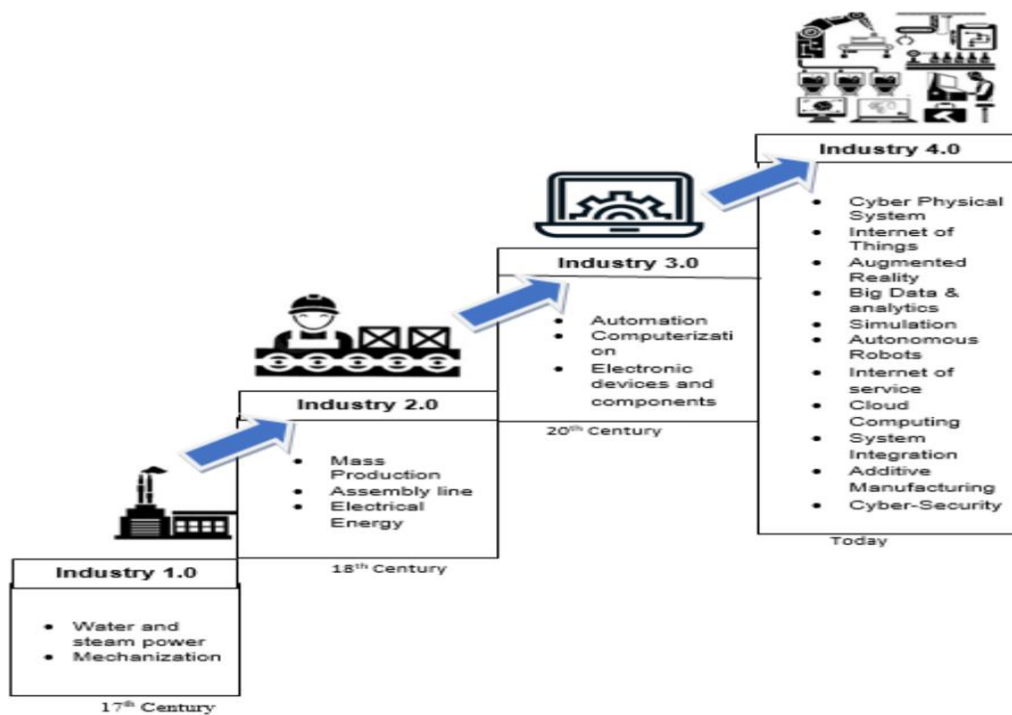 Industry 4.0
• Cyber Physical
System
• Internet of
Things
• Augmented
Reality
• Big Data &
analytics
• Simulation
• Autonomous
Robots
• Internet of
service
• Cloud
Computing
• System
Integration
• Additive
Manufacturing
• Cyber-Security
Today
Industry 3.0
• Automation
• Computerizati
on
• Electronic
devices and
components
20th Century
Industry 2.0
• Mass
Production
• Assembly line
• Electrical
Energy
18th Century
Industry 1.0
• Water and
steam power
• Mechanization
17th Century